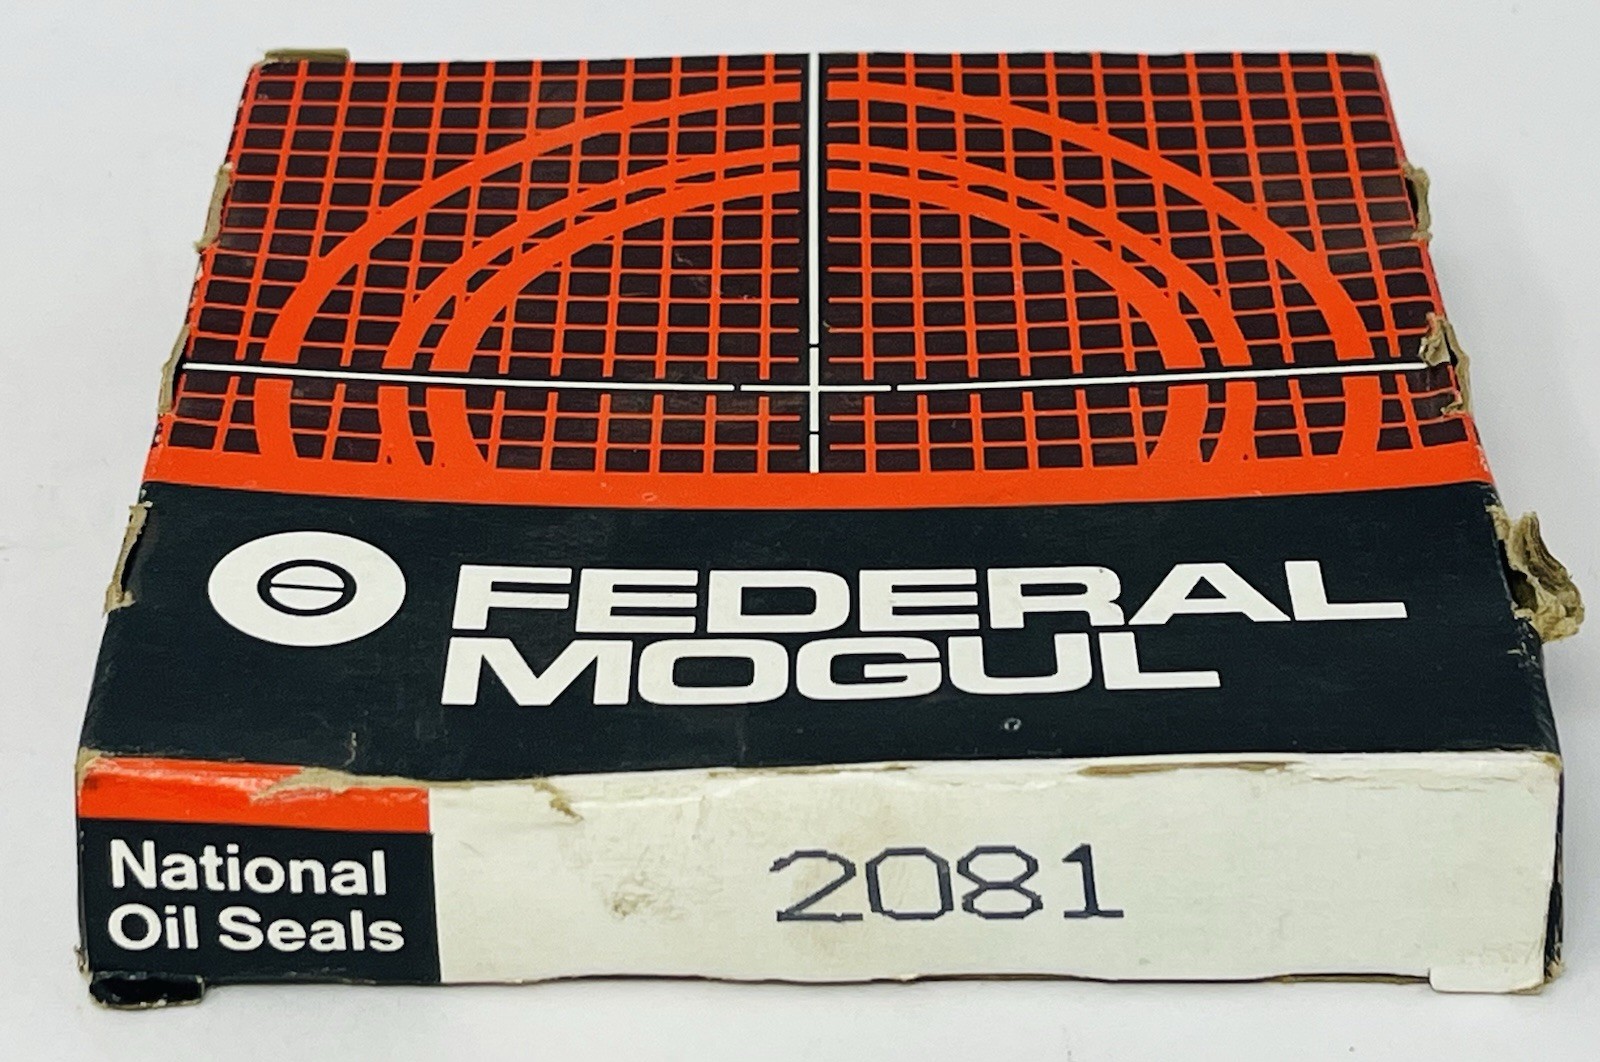 FEDERAL
MOGUL
National
Oil Seals
2081